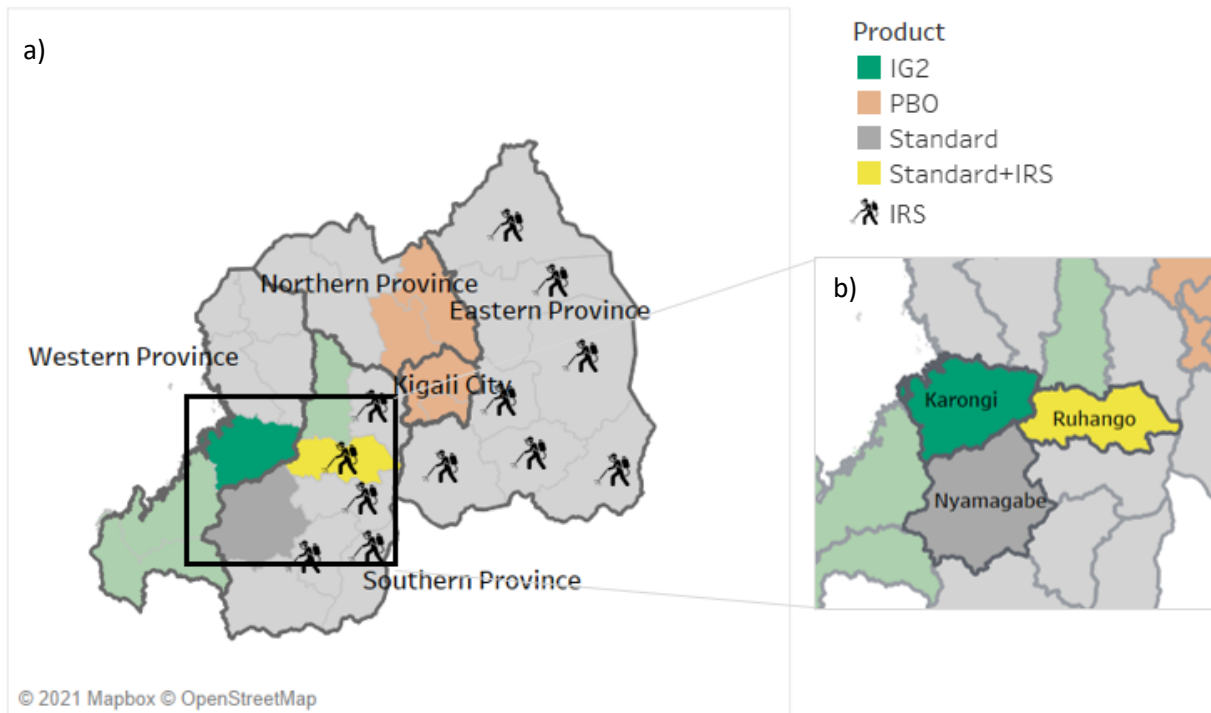 a)
Product
IG2
PBO
Standard
Standard+IRS
IRS
Northern Province
Eastern Province
Western Province
Kigali City
Southern Province
b)
Karongi
Ruhango
Nyamagabe
© 2021 Mapbox © OpenStreetMap